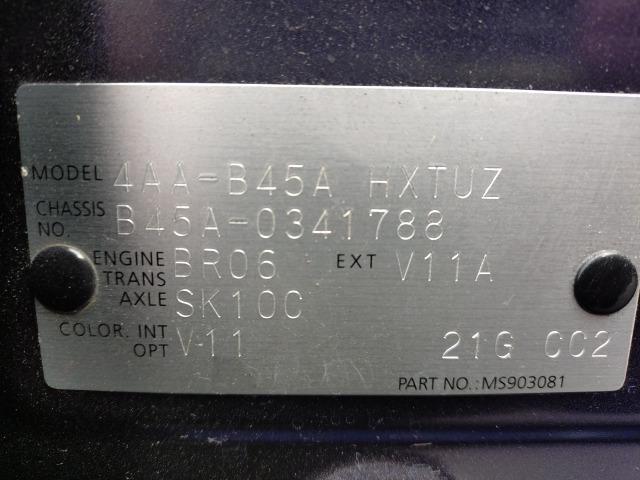 MODEL 4AA-B45A HXTUZ
CHASSIS NO. B45A-0341788
ENGINE BR06 EXT V11A
TRANS AXLE SK10C
COLOR. INT V-11
OPT 21G CC2
PART NO.:MS903081